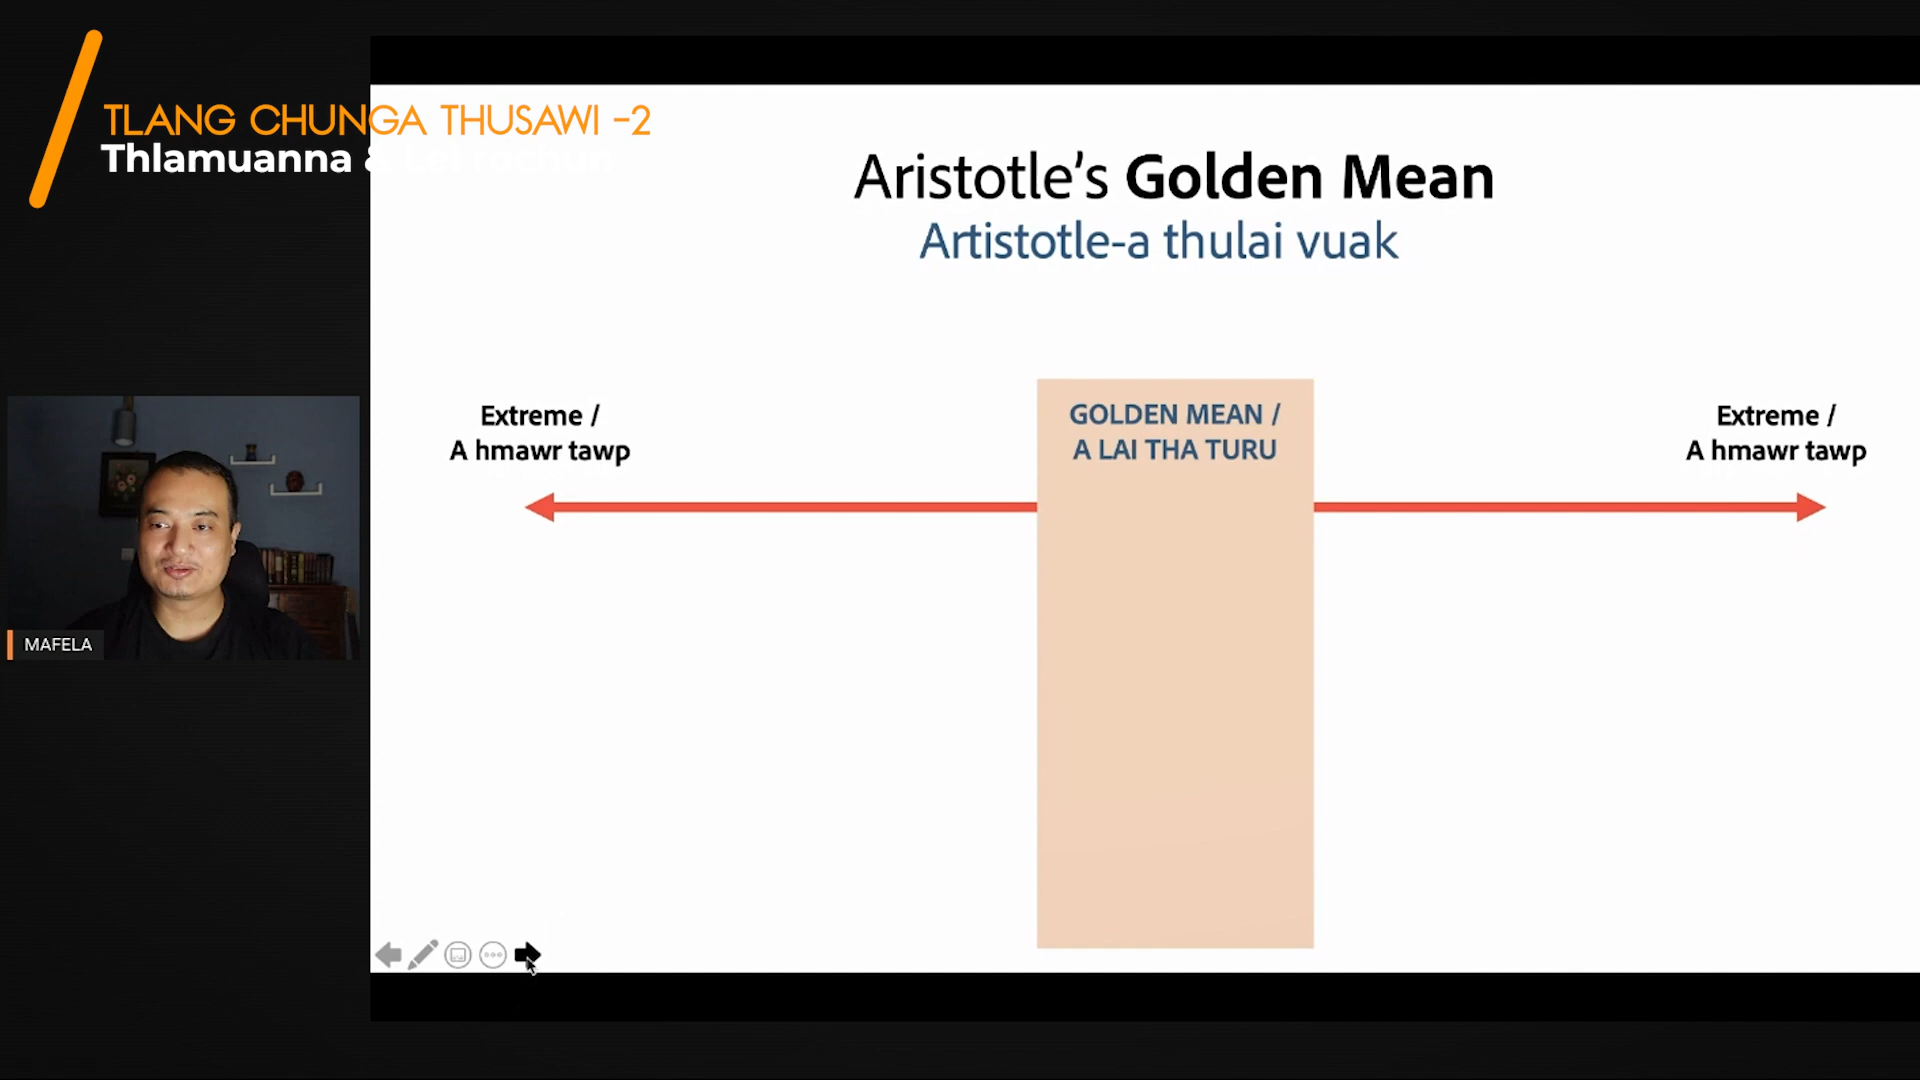 TLANG CHUNGA THUSAWI -2
Thlamuanna &
Aristotle's Golden Mean
Artistotle-a thulai vuak
Extreme /
A hmawr tawp
GOLDEN MEAN /
A LAI THA TURU
Extreme /
A hmawr tawp
MAFELA